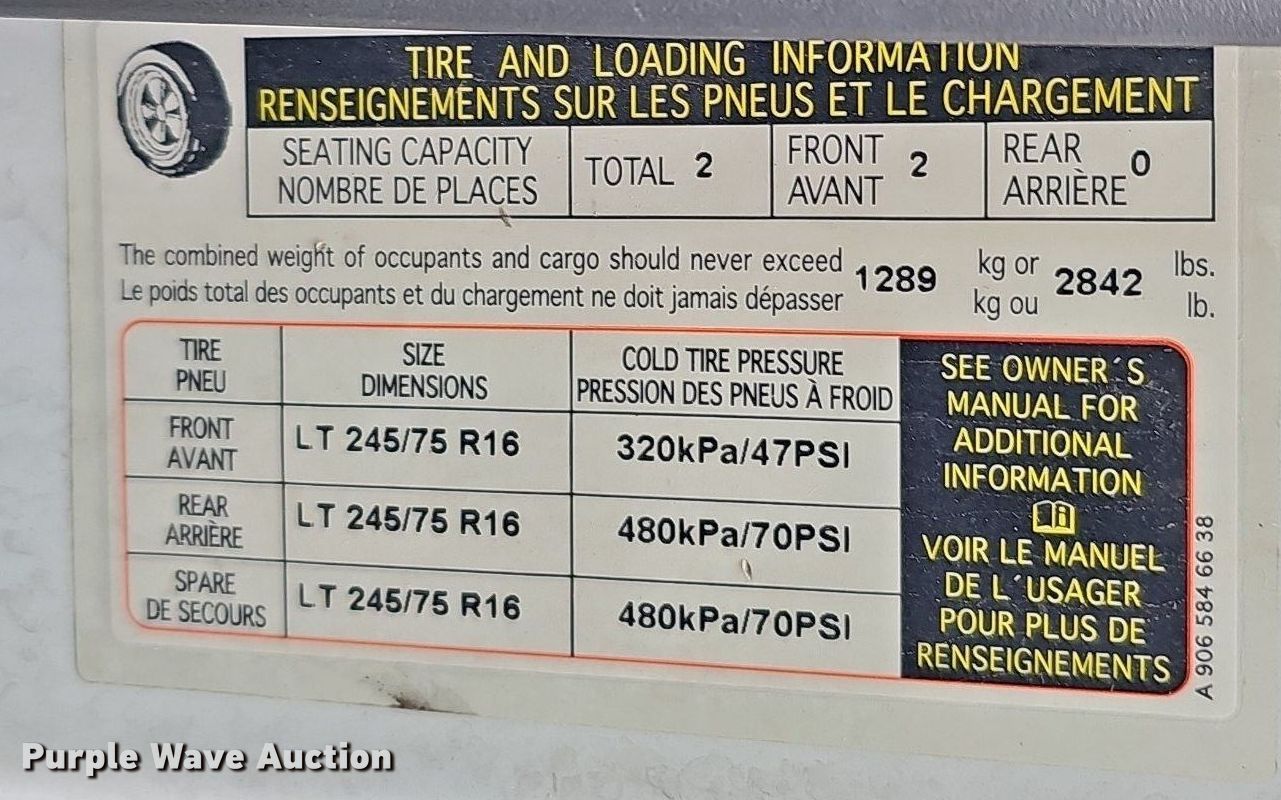 TIRE AND LOADING INFORMATION
RENSEIGNEMENTS SUR LES PNEUS ET LE CHARGEMENT
SEATING CAPACITY
NOMBRE DE PLACES
TOTAL 2
FRONT
AVANT
2
REAR
ARRIÈRE
0
The combined weight of occupants and cargo should never exceed
Le poids total des occupants et du chargement ne doit jamais dépasser
1289
kg or
kg ou
2842
lbs.
lb.
TIRE
PNEU
SIZE
DIMENSIONS
COLD TIRE PRESSURE
PRESSION DES PNEUS À FROID
FRONT
AVANT
LT 245/75 R16
320kPa/47PSI
REAR
ARRIÈRE
LT 245/75 R16
480kPa/70PSI
SPARE
DE SECOURS
LT 245/75 R16
480kPa/70PSI
SEE OWNER´S
MANUAL FOR
ADDITIONAL
INFORMATION
VOIR LE MANUEL
DE L´USAGER
POUR PLUS DE
RENSEIGNEMENTS
A 906 584 66 38
Purple Wave Auction